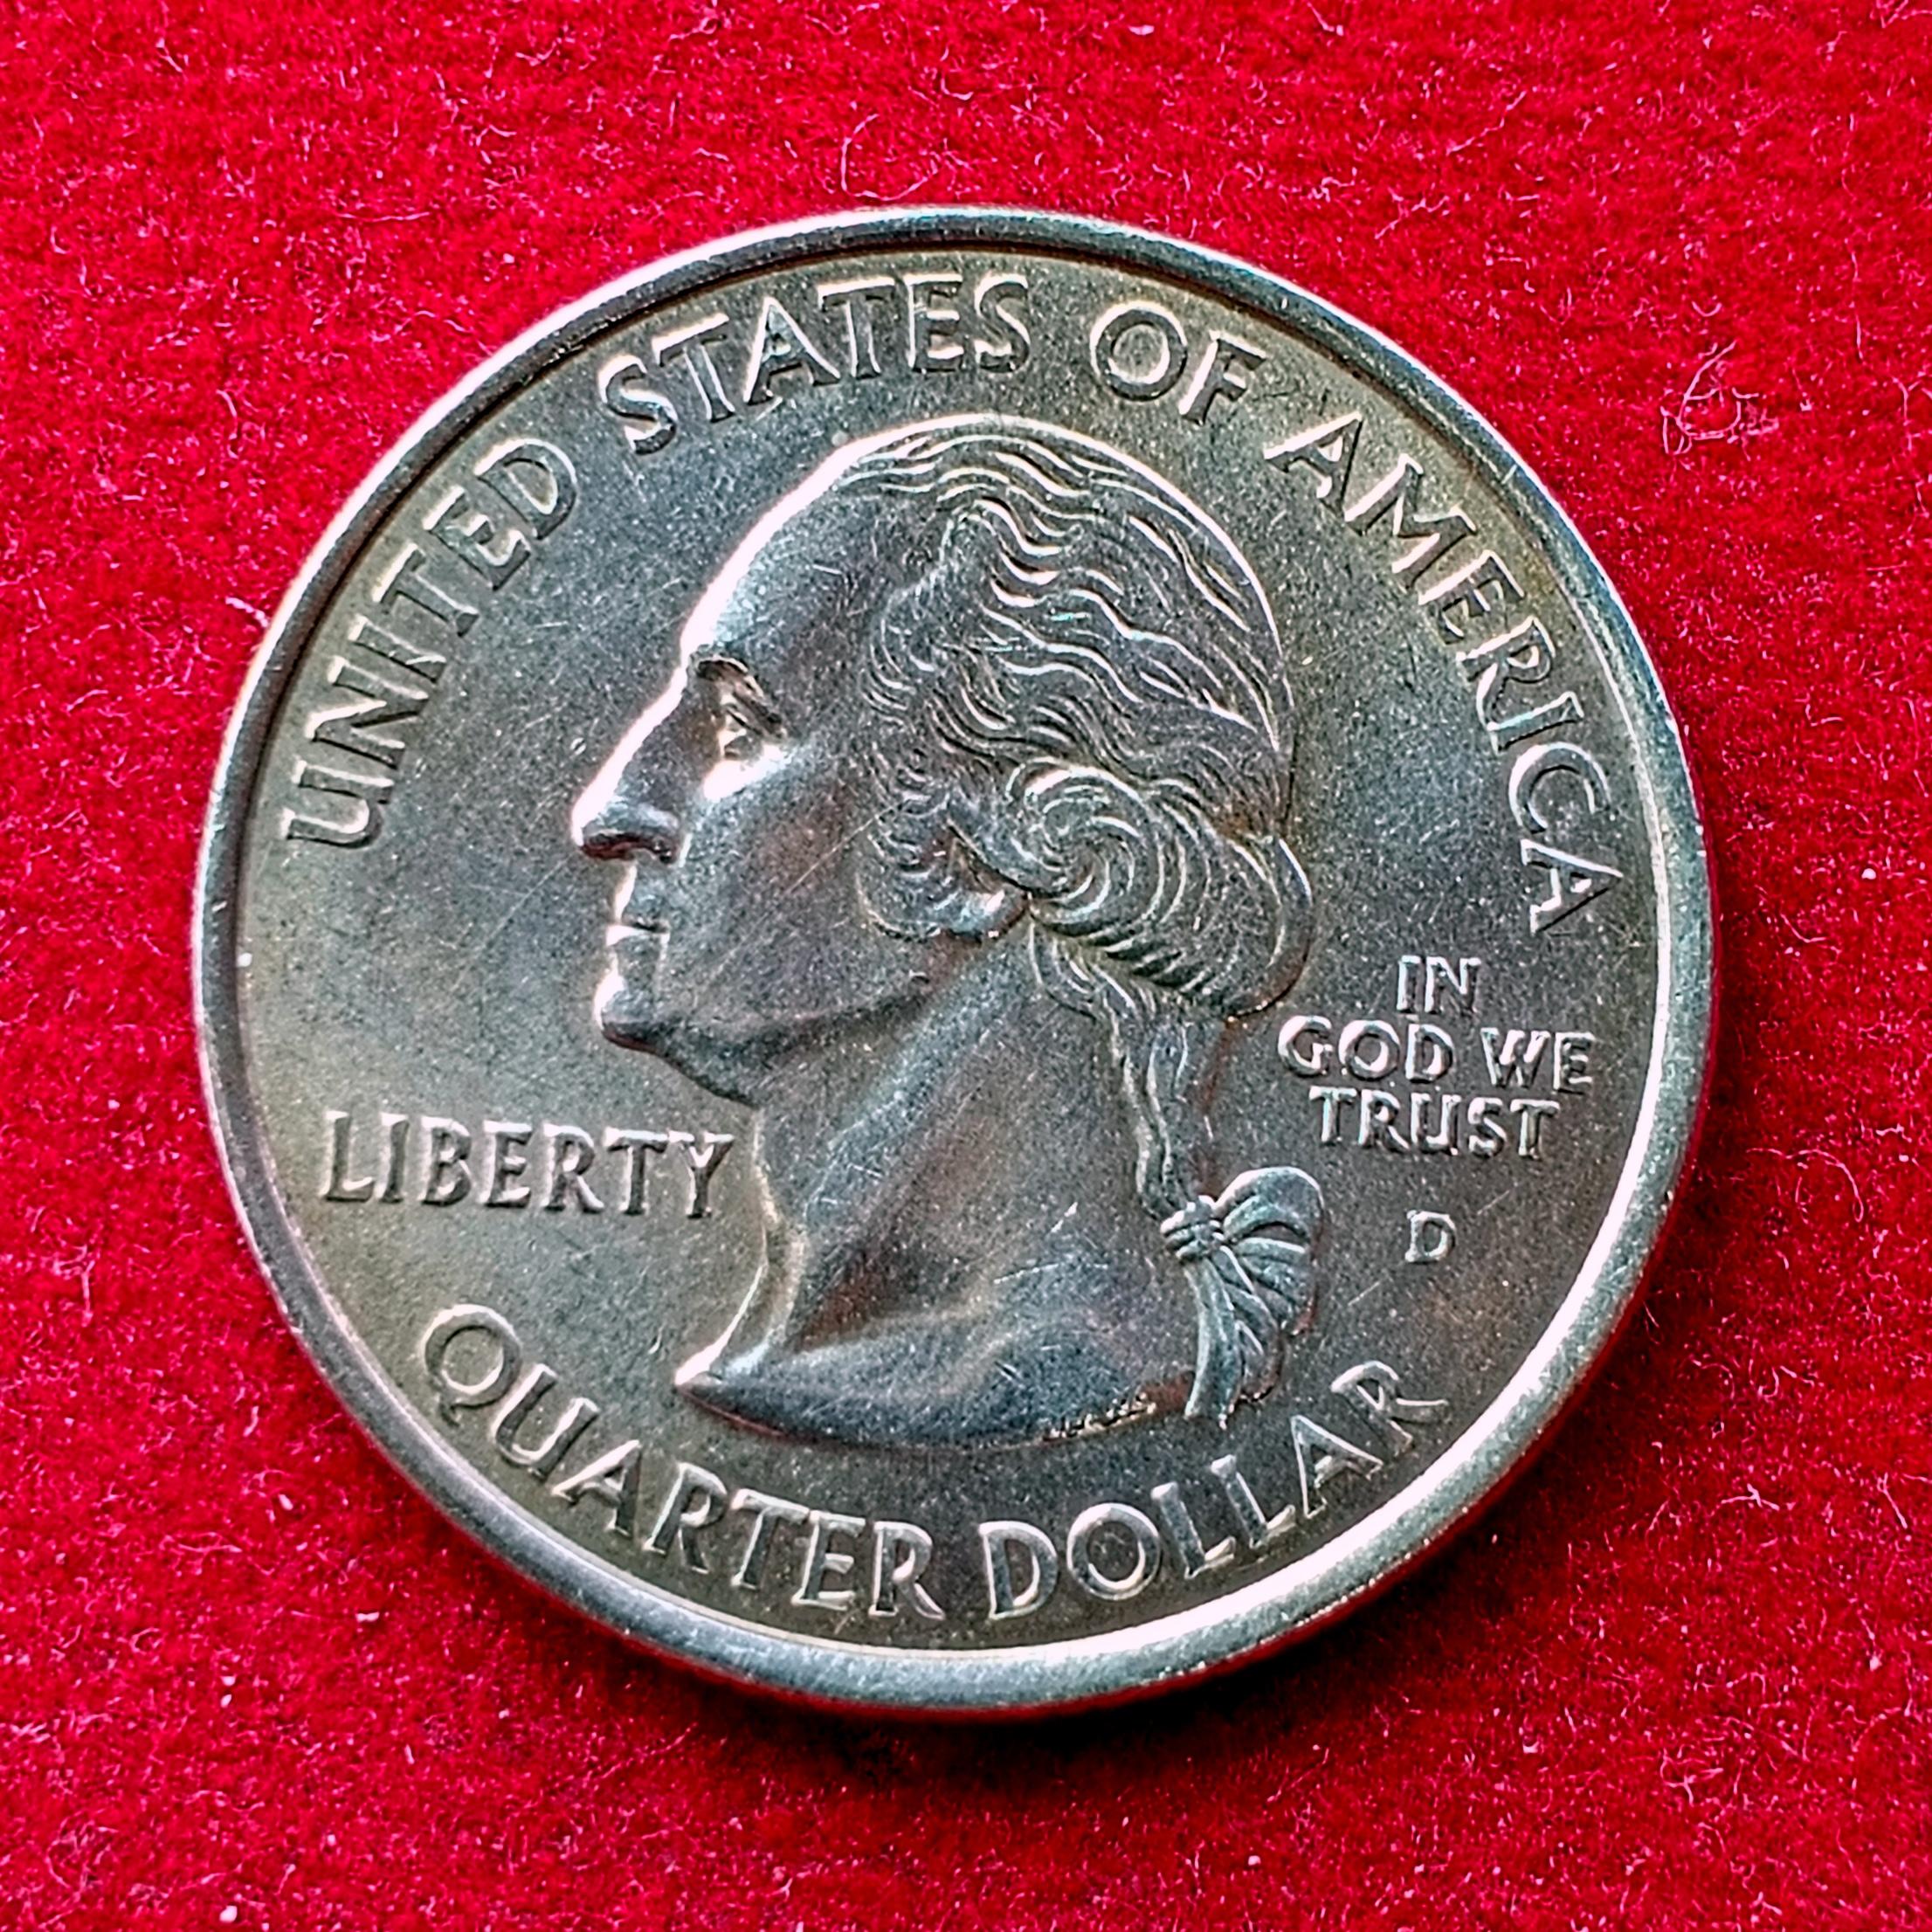 UNITED STATES OF AMERICA
LIBERTY
IN
GOD WE
TRUST
D
QUARTER DOLLAR